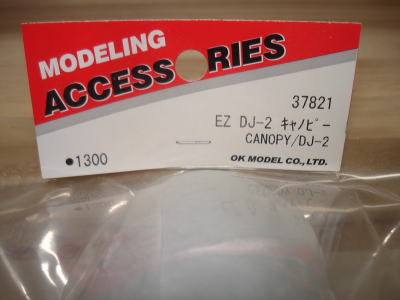 MODELING
ACCESSORIES
37821
EZ DJ-2 ｷｬﾉﾋﾟｰ
CANOPY/DJ-2
●1300
OK MODEL CO., LTD.